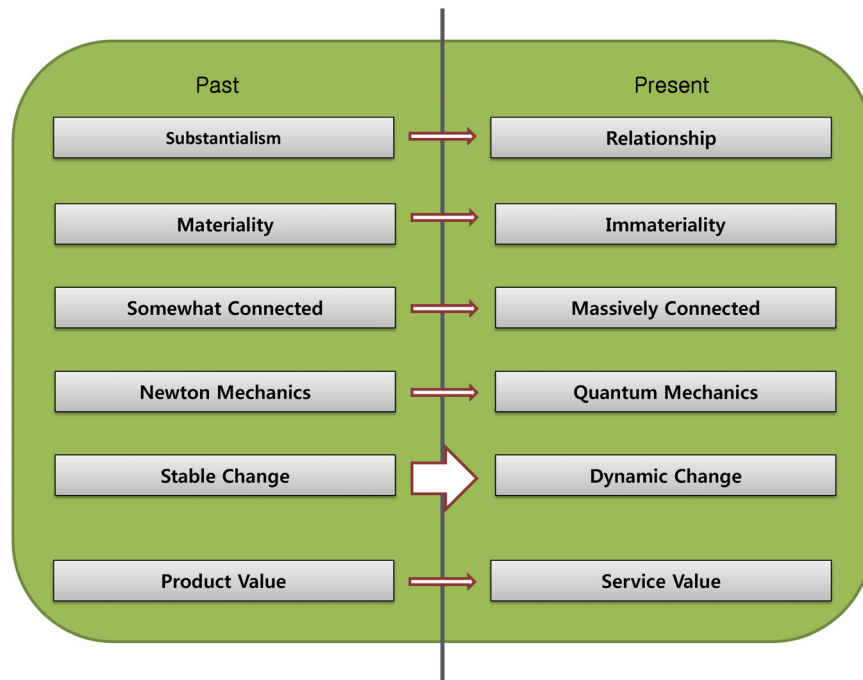 Past
Present
Substantialism
Relationship
Materiality
Immateriality
Somewhat Connected
Massively Connected
Newton Mechanics
Quantum Mechanics
Stable Change
Dynamic Change
Product Value
Service Value